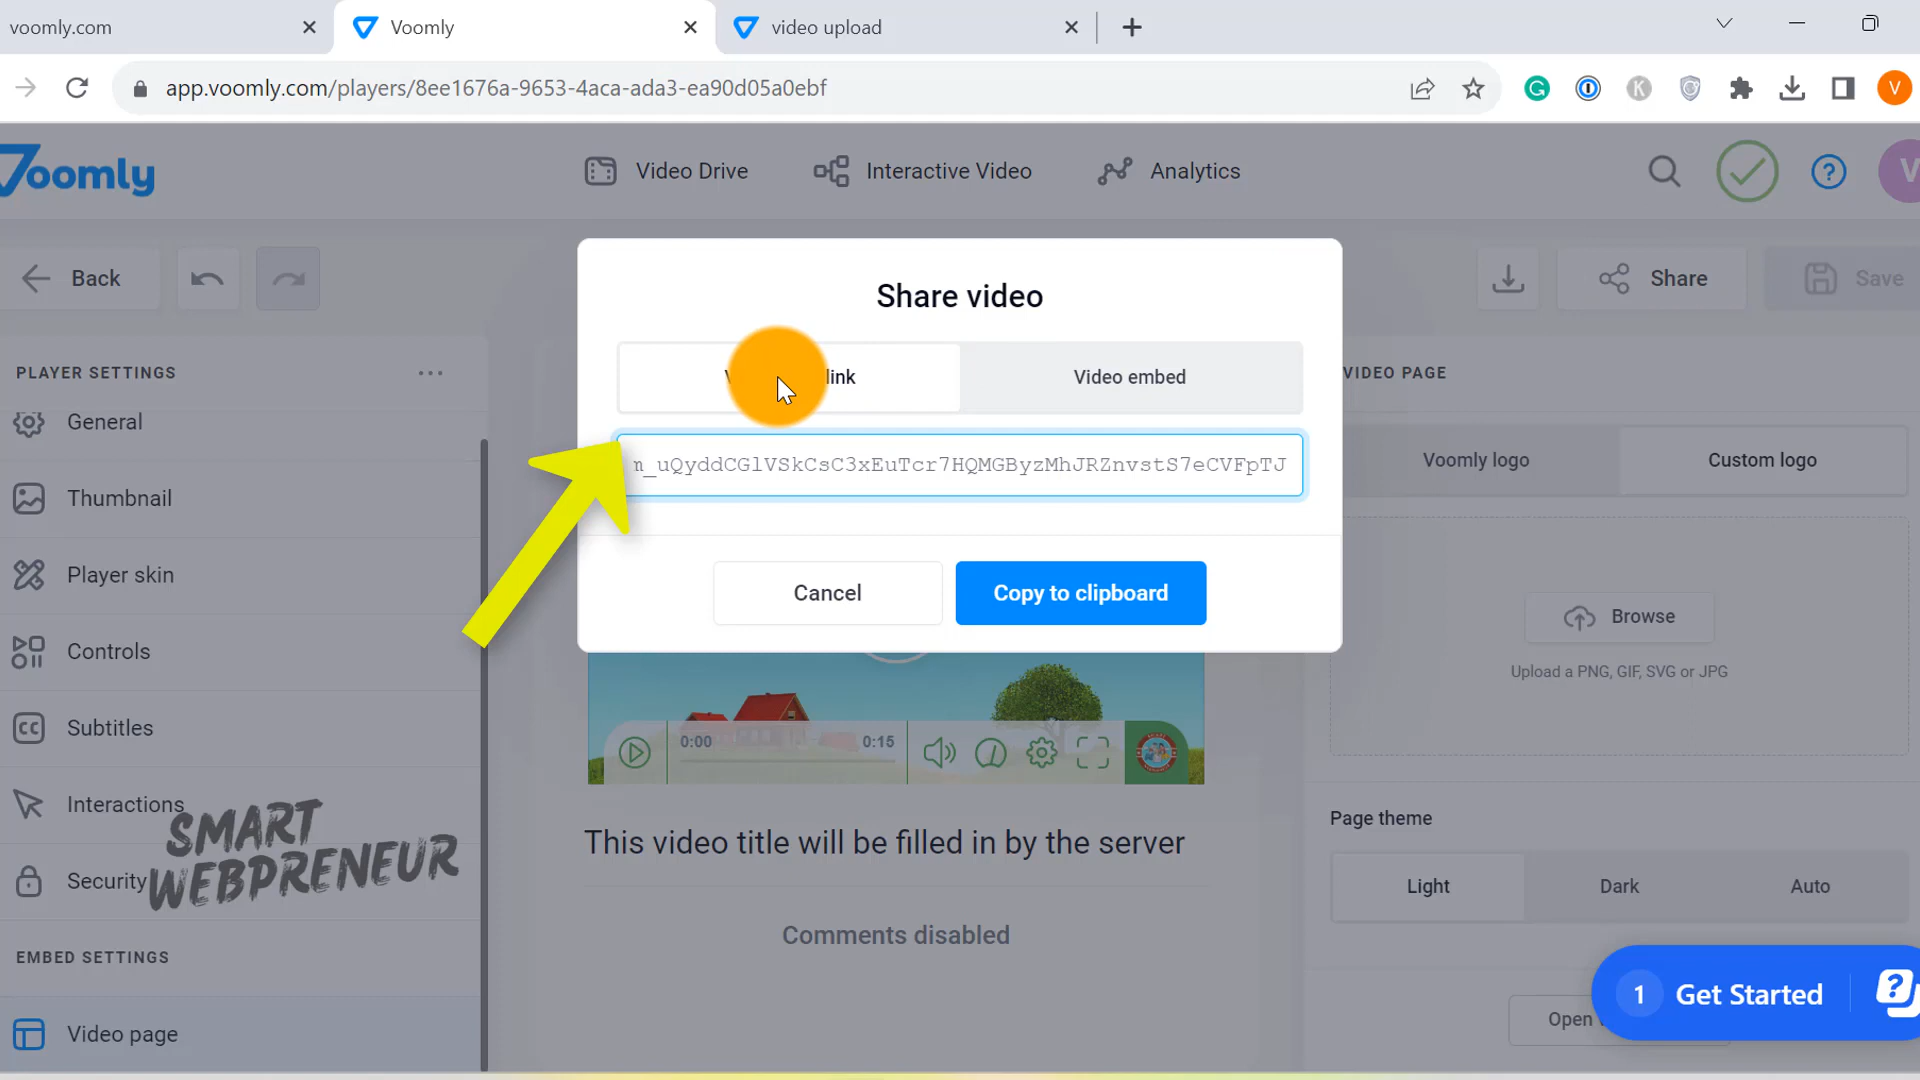 voomly.com
Voomly
video upload
app.voomly.com/players/8ee1676a-9653-4aca-ada3-ea90d05a0ebf
V
Voomly
Video Drive
Interactive Video
Analytics
V
Back
Share
Save
Share video
link
Video embed
m_uQyddCGlVSkCsC3xEuTcr7HQMGByzMhJRZnvstS7eCVFpTJ
Cancel
Copy to clipboard
PLAYER SETTINGS
General
Thumbnail
Player skin
Controls
Subtitles
Interactions
Security
EMBED SETTINGS
Video page
SMART
WEBPRENEUR
0:00
0:15
This video title will be filled in by the server
Comments disabled
VIDEO PAGE
Voomly logo
Custom logo
Browse
Upload a PNG, GIF, SVG or JPG
Page theme
Light
Dark
Auto
Open
1
Get Started